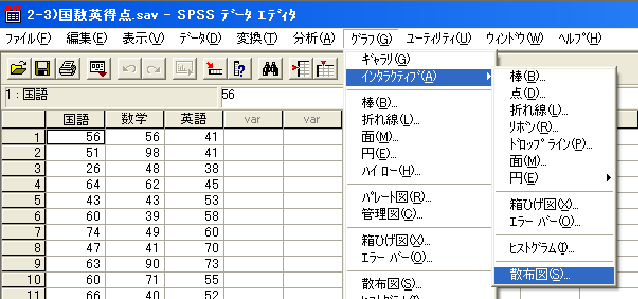 2-3)国数英得点.sav - SPSS データ エディタ
ファイル(F) 編集(E) 表示(V) データ(D) 変換(T) 分析(A) グラフ(G) ユーティリティ(U) ウィンドウ(W) ヘルプ(H)
1 : 国語 56
国語 数学 英語 var var
1 56 56 41
2 51 98 41
3 26 48 38
4 64 62 45
5 43 43 53
6 60 39 58
7 74 49 60
8 47 41 70
9 63 90 73
10 60 71 55
66 40 52
ギャラリ(G)
インタラクティブ(A)
棒(B)...
折れ線(L)...
面(M)...
円(E)...
ハイ ロー(H)...
パレート図(R)...
管理図(C)...
箱ひげ図(X)...
エラー バー(O)...
散布図(S)...
棒(B)...
点(D)...
折れ線(L)...
リボン(R)...
ドロップ ライン(P)...
面(M)...
円(E)
箱ひげ図(X)...
エラー バー(O)...
ヒストグラム(I)...
散布図(S)...